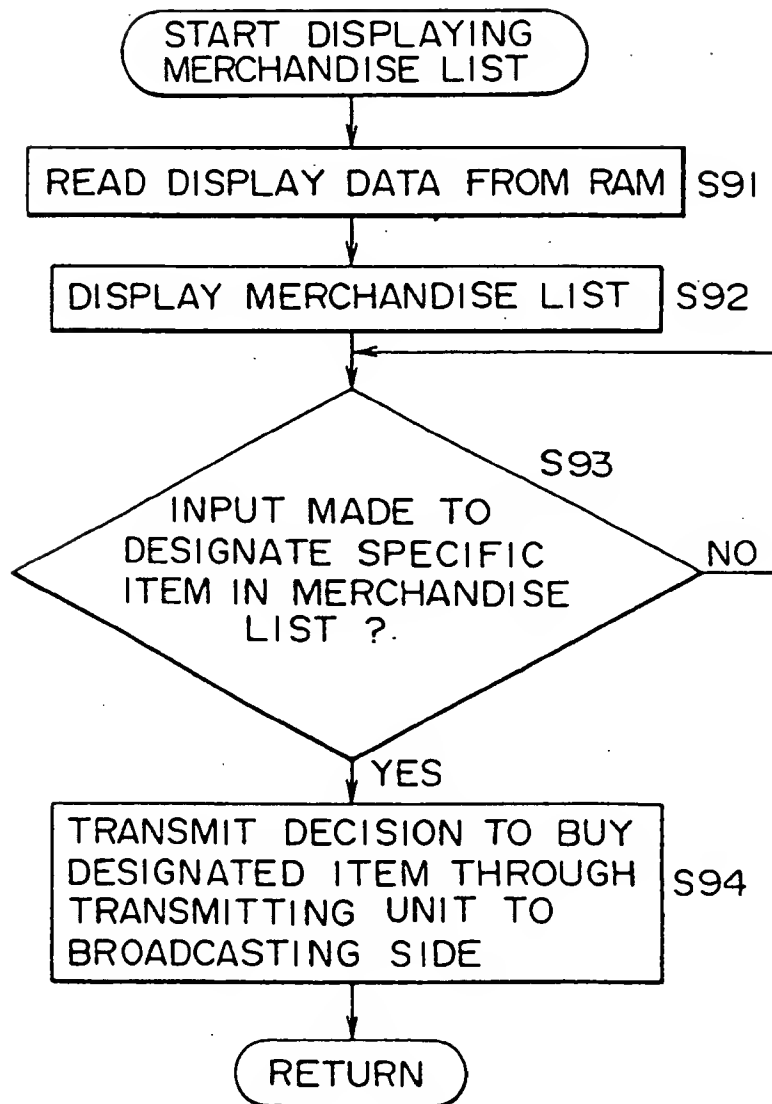 START DISPLAYING
MERCHANDISE LIST
READ DISPLAY DATA FROM RAM
S91
DISPLAY MERCHANDISE LIST
S92
S93
INPUT MADE TO
DESIGNATE SPECIFIC
ITEM IN MERCHANDISE
LIST ?
NO
YES
TRANSMIT DECISION TO BUY
DESIGNATED ITEM THROUGH
TRANSMITTING UNIT TO
BROADCASTING SIDE
S94
RETURN